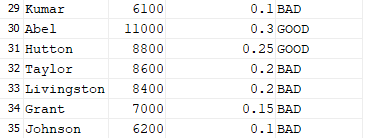 29 Kumar 6100 0.1 BAD
30 Abel 11000 0.3 GOOD
31 Hutton 8800 0.25 GOOD
32 Taylor 8600 0.2 BAD
33 Livingston 8400 0.2 BAD
34 Grant 7000 0.15 BAD
35 Johnson 6200 0.1 BAD